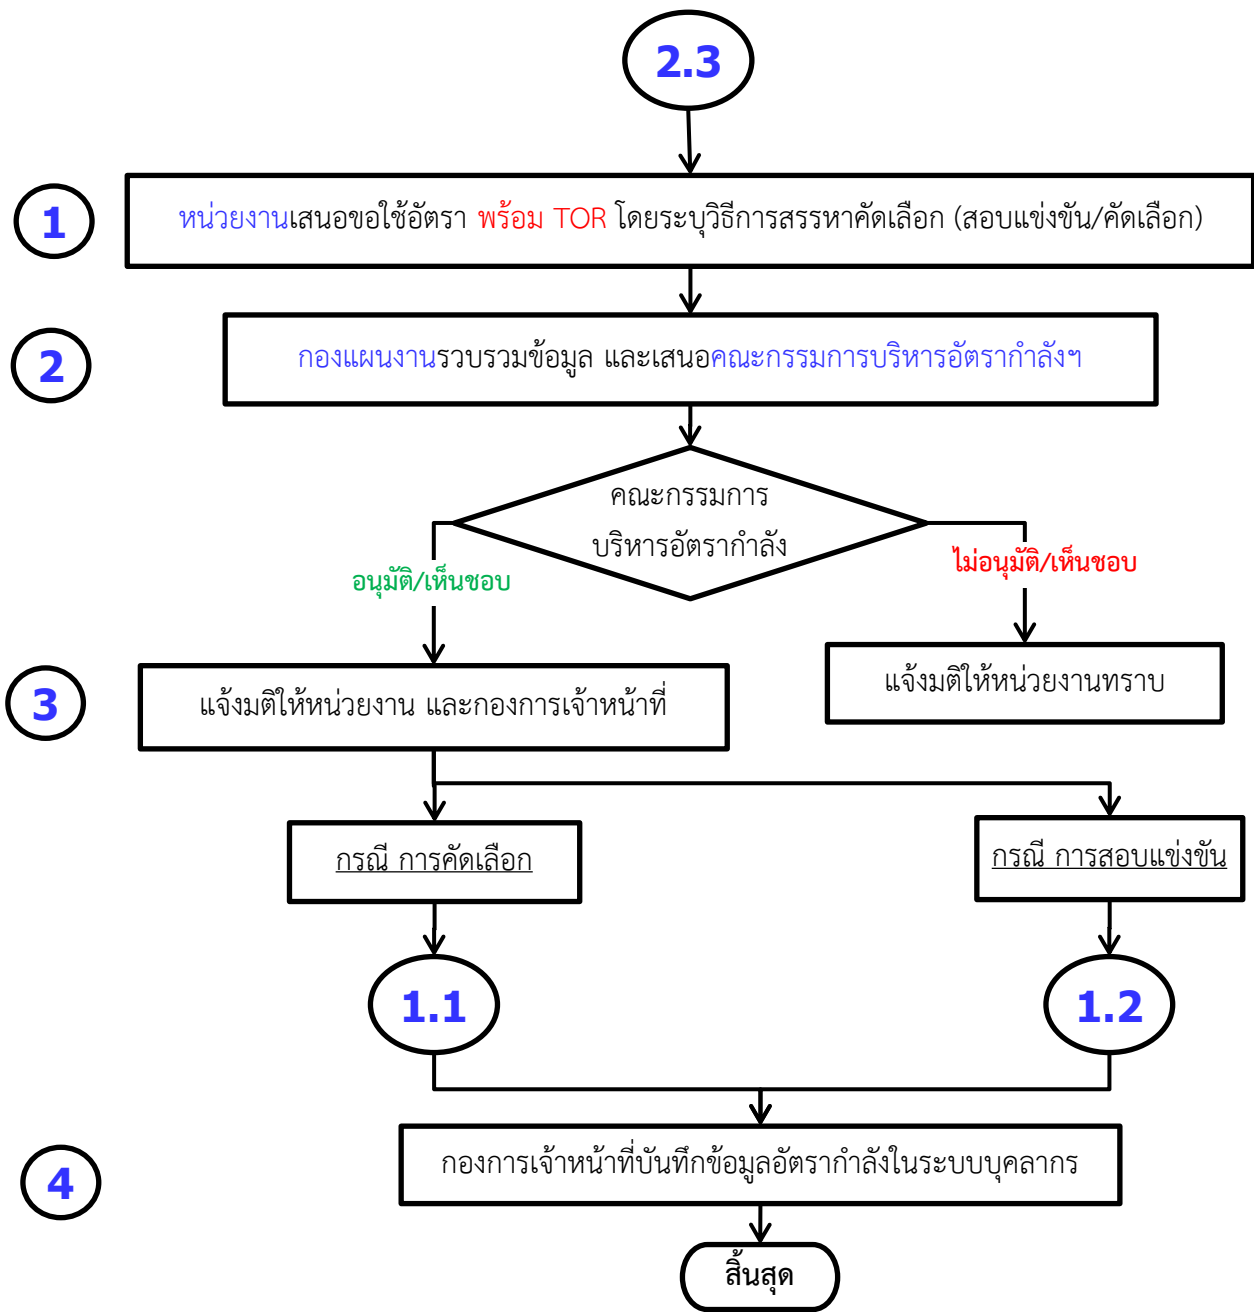 2.3
1
หน่วยงานเสนอขอใช้อัตรา พร้อม TOR โดยระบุวิธีการสรรหาคัดเลือก (สอบแข่งขัน/คัดเลือก)
2
กองแผนงานรวบรวมข้อมูล และเสนอคณะกรรมการบริหารอัตรากำลังฯ
คณะกรรมการ
บริหารอัตรากำลัง
อนุมัติ/เห็นชอบ
ไม่อนุมัติ/เห็นชอบ
3
แจ้งมติให้หน่วยงาน และกองการเจ้าหน้าที่
แจ้งมติให้หน่วยงานทราบ
กรณี การคัดเลือก
กรณี การสอบแข่งขัน
1.1
1.2
4
กองการเจ้าหน้าที่บันทึกข้อมูลอัตรากำลังในระบบบุคลากร
สิ้นสุด